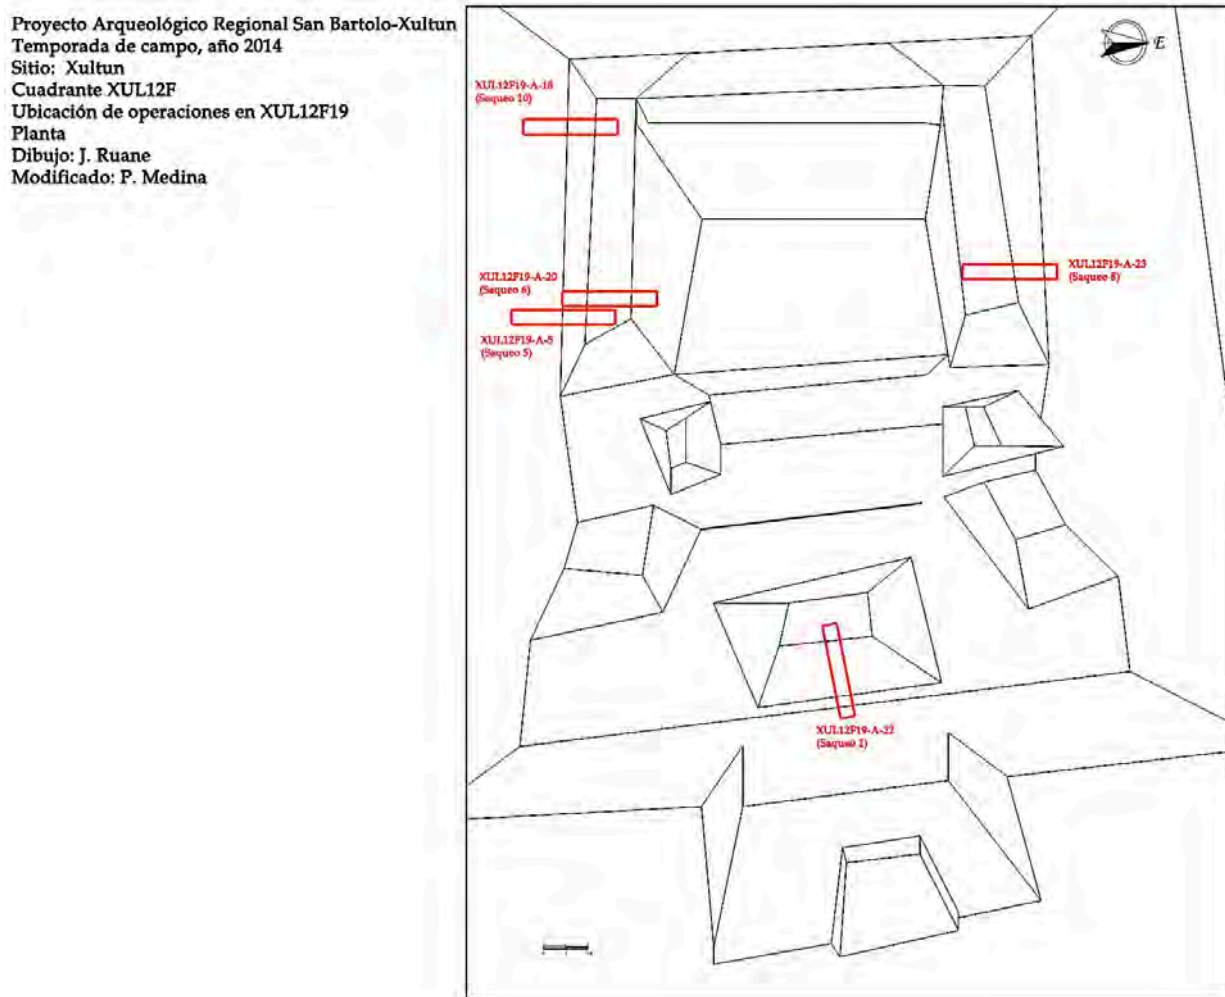 Proyecto Arqueológico Regional San Bartolo-Xultun
Temporada de campo, año 2014
Sitio: Xultun
Cuadrante XUL12F
Ubicación de operaciones en XUL12F19
Planta
Dibujo: J. Ruane
Modificado: P. Medina
E
XUL12F19-A-18
(Saqueo 10)
XUL12F19-A-20
(Saqueo 6)
XUL12F19-A-5
(Saqueo 5)
XUL12F19-A-23
(Saqueo 8)
XUL12F19-A-22
(Saqueo 1)